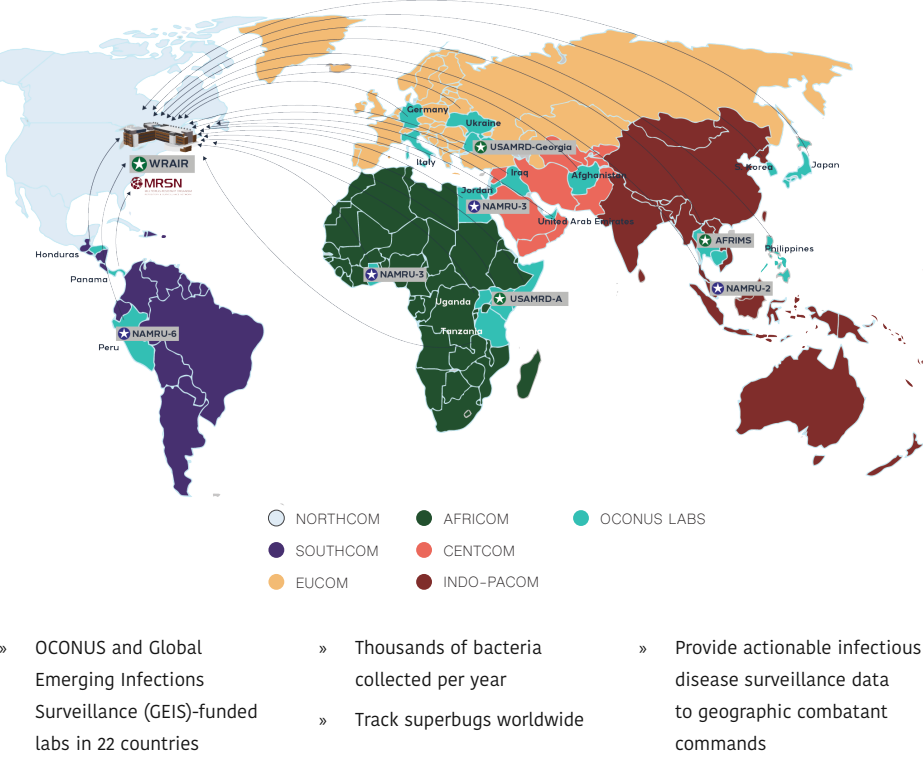 Germany
Ukraine
USAMRD-Georgia
WRAIR
MRSN
Italy
Iraq
Afghanistan
S. Korea
Japan
Jordan
NAMRU-3
United Arab Emirates
AFRIMS
Philippines
Honduras
Panama
NAMRU-3
NAMRU-2
Uganda
USAMRD-A
Tanzania
NAMRU-6
Peru
NORTHCOM
AFRICOM
OCONUS LABS
SOUTHCOM
CENTCOM
EUCOM
INDO-PACOM
» OCONUS and Global
Emerging Infections
Surveillance (GEIS)-funded
labs in 22 countries
» Thousands of bacteria
collected per year
» Track superbugs worldwide
» Provide actionable infectious
disease surveillance data
to geographic combatant
commands